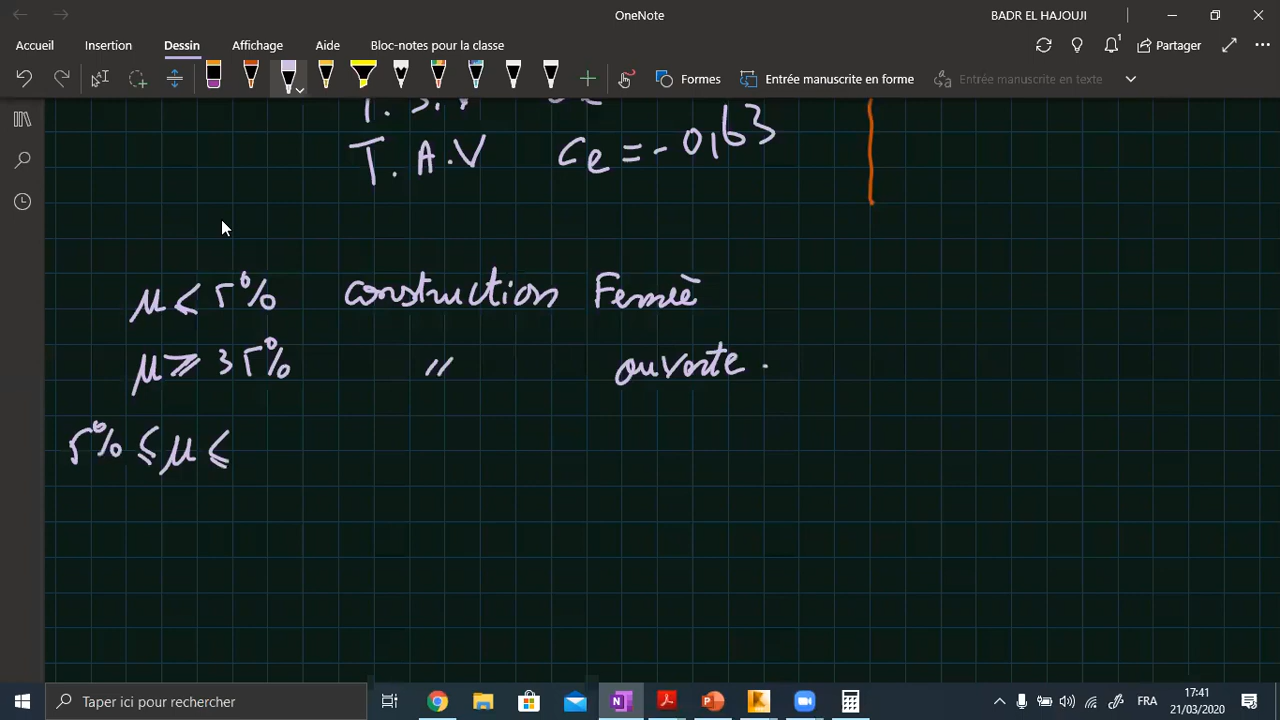 OneNote
BADR EL HAJOUJI
Accueil Insertion Dessin Affichage Aide Bloc-notes pour la classe
Partager
Formes Entrée manuscrite en forme Entrée manuscrite en texte
T. A.V Ce = - 0,63
μ < 5% construction Fermée
μ ⩾ 35% // ouverte .
5% ≤ μ ≤
Taper ici pour rechercher
FRA
17:41
21/03/2020